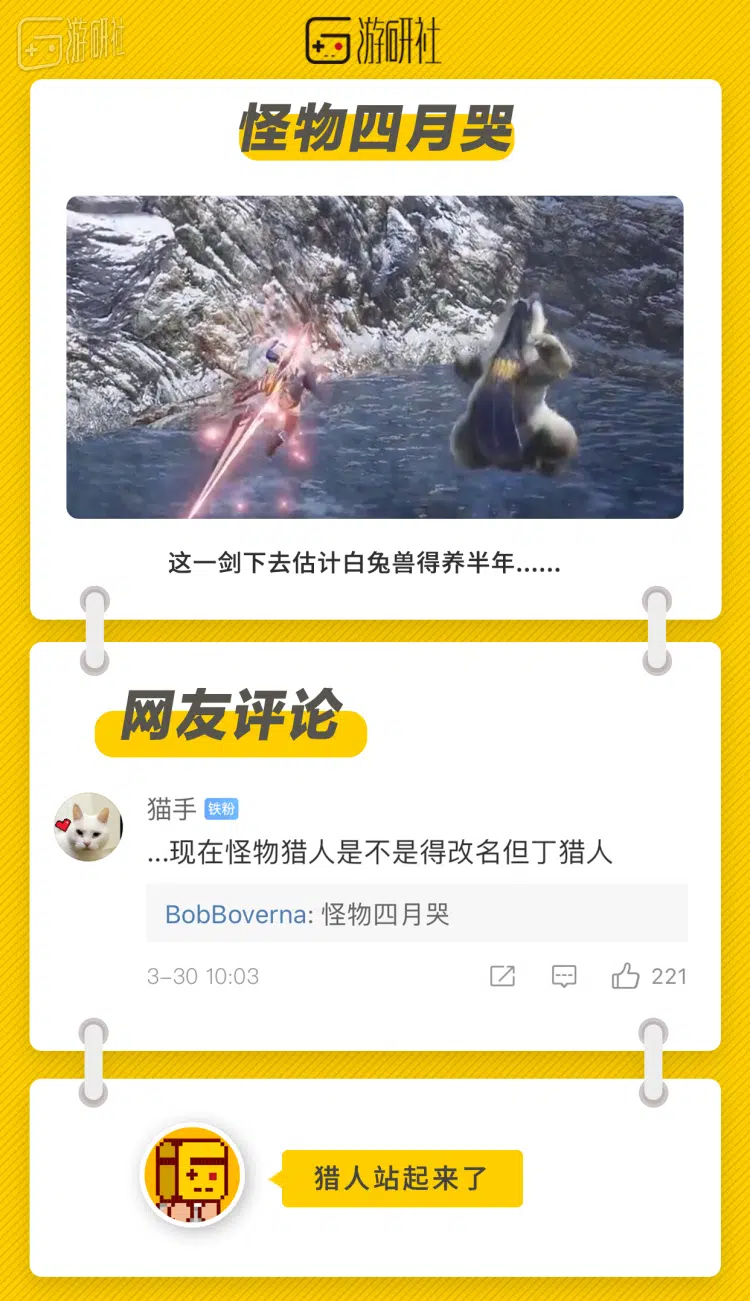 游研社
游研社
怪物四月哭
这一剑下去估计白兔兽得养半年......
网友评论
猫手 铁粉
...现在怪物猎人是不是得改名但丁猎人
BobBoverna: 怪物四月哭
3-30 10:03 221
猎人站起来了